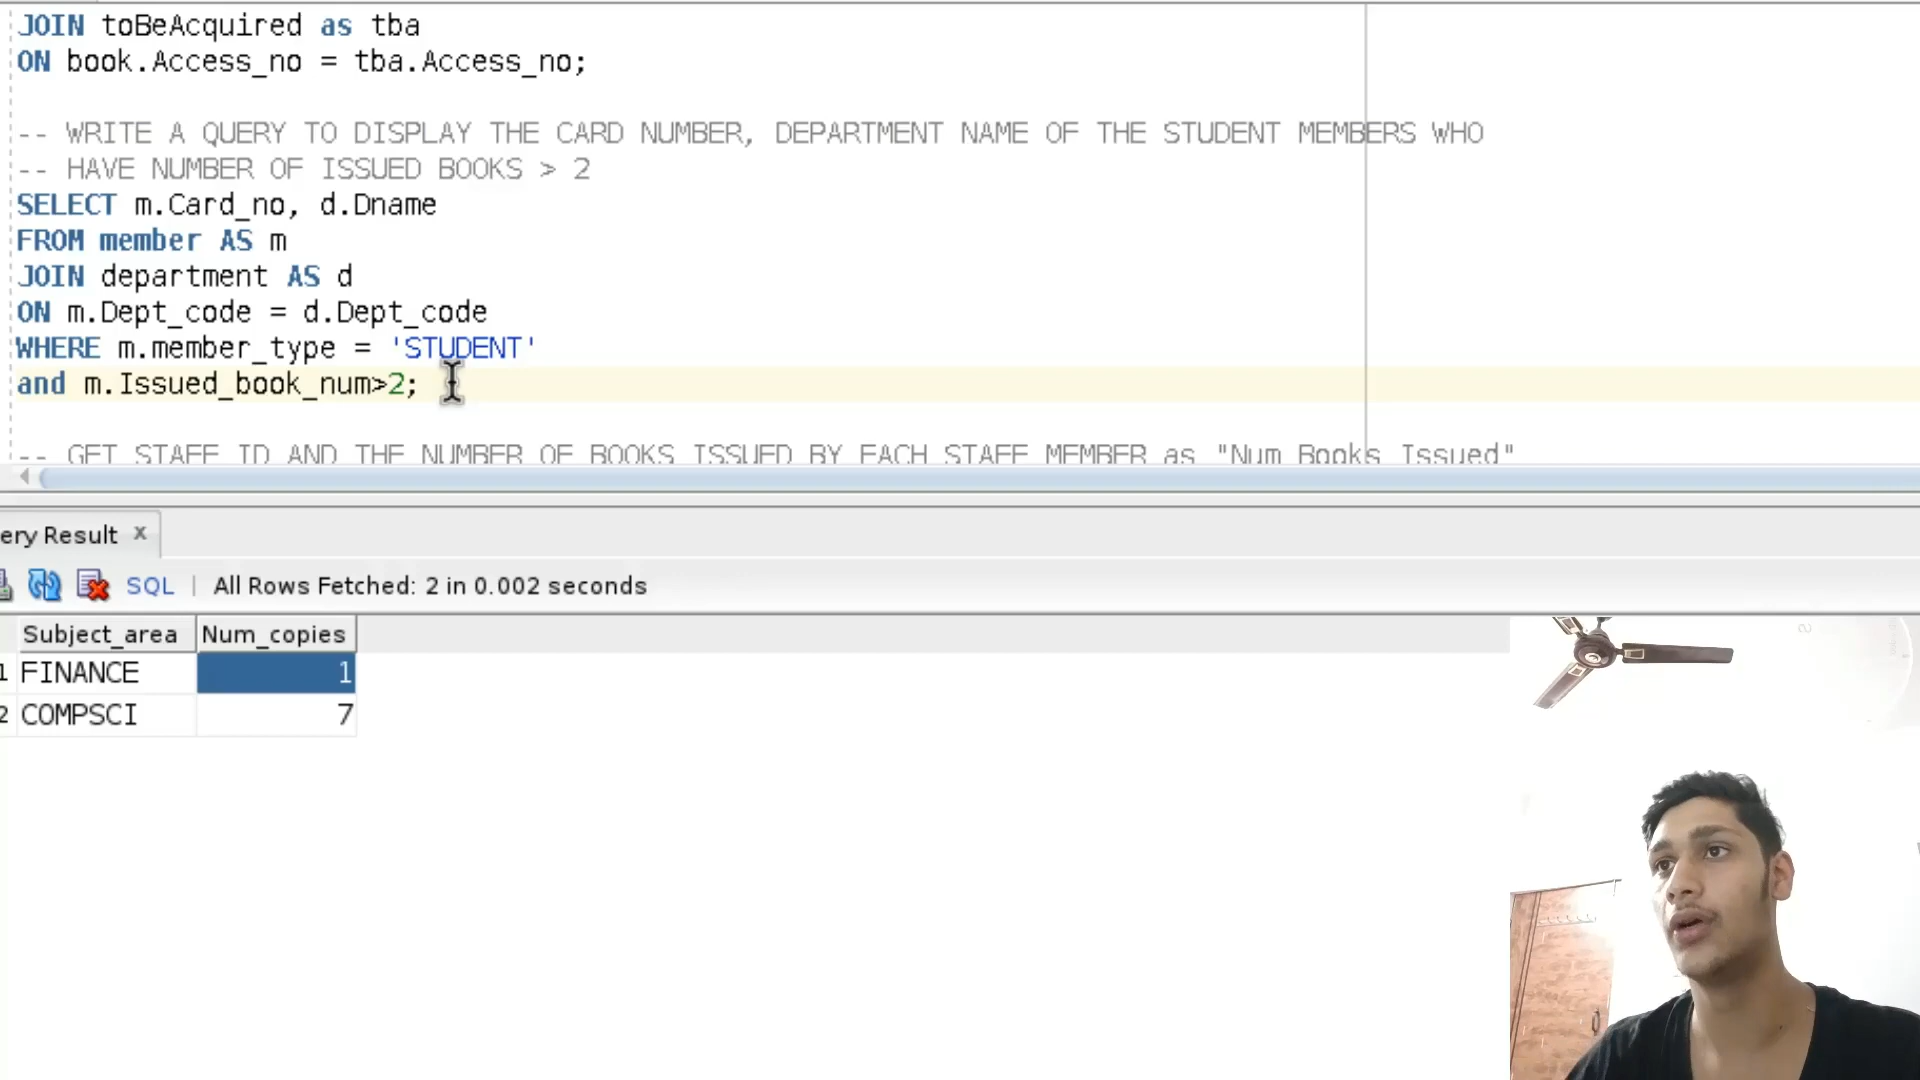 JOIN toBeAcquired as tba
ON book.Access_no = tba.Access_no;
-- WRITE A QUERY TO DISPLAY THE CARD NUMBER, DEPARTMENT NAME OF THE STUDENT MEMBERS WHO
-- HAVE NUMBER OF ISSUED BOOKS > 2
SELECT m.Card_no, d.Dname
FROM member AS m
JOIN department AS d
ON m.Dept_code = d.Dept_code
WHERE m.member_type = 'STUDENT'
and m.Issued_book_num>2;
-- GET STAFF ID AND THE NUMBER OF BOOKS ISSUED BY EACH STAFF MEMBER as "Num Books Issued"
ery Result x
SQL | All Rows Fetched: 2 in 0.002 seconds
Subject_area Num_copies
1 FINANCE 1
2 COMPSCI 7